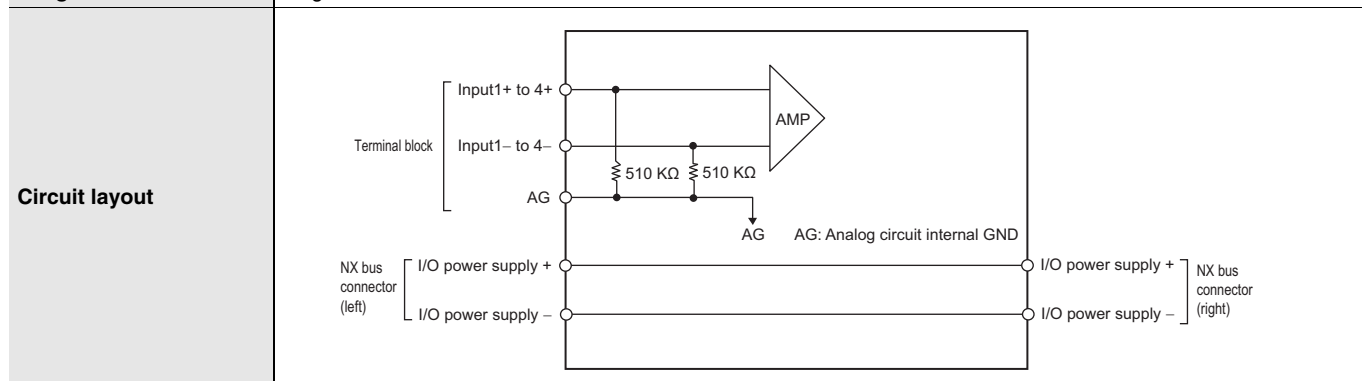 Circuit layout
Terminal block
Input1+ to 4+
Input1– to 4–
AG
AMP
510 KΩ
510 KΩ
AG
AG: Analog circuit internal GND
NX bus
connector
(left)
I/O power supply +
I/O power supply –
I/O power supply +
I/O power supply –
NX bus
connector
(right)